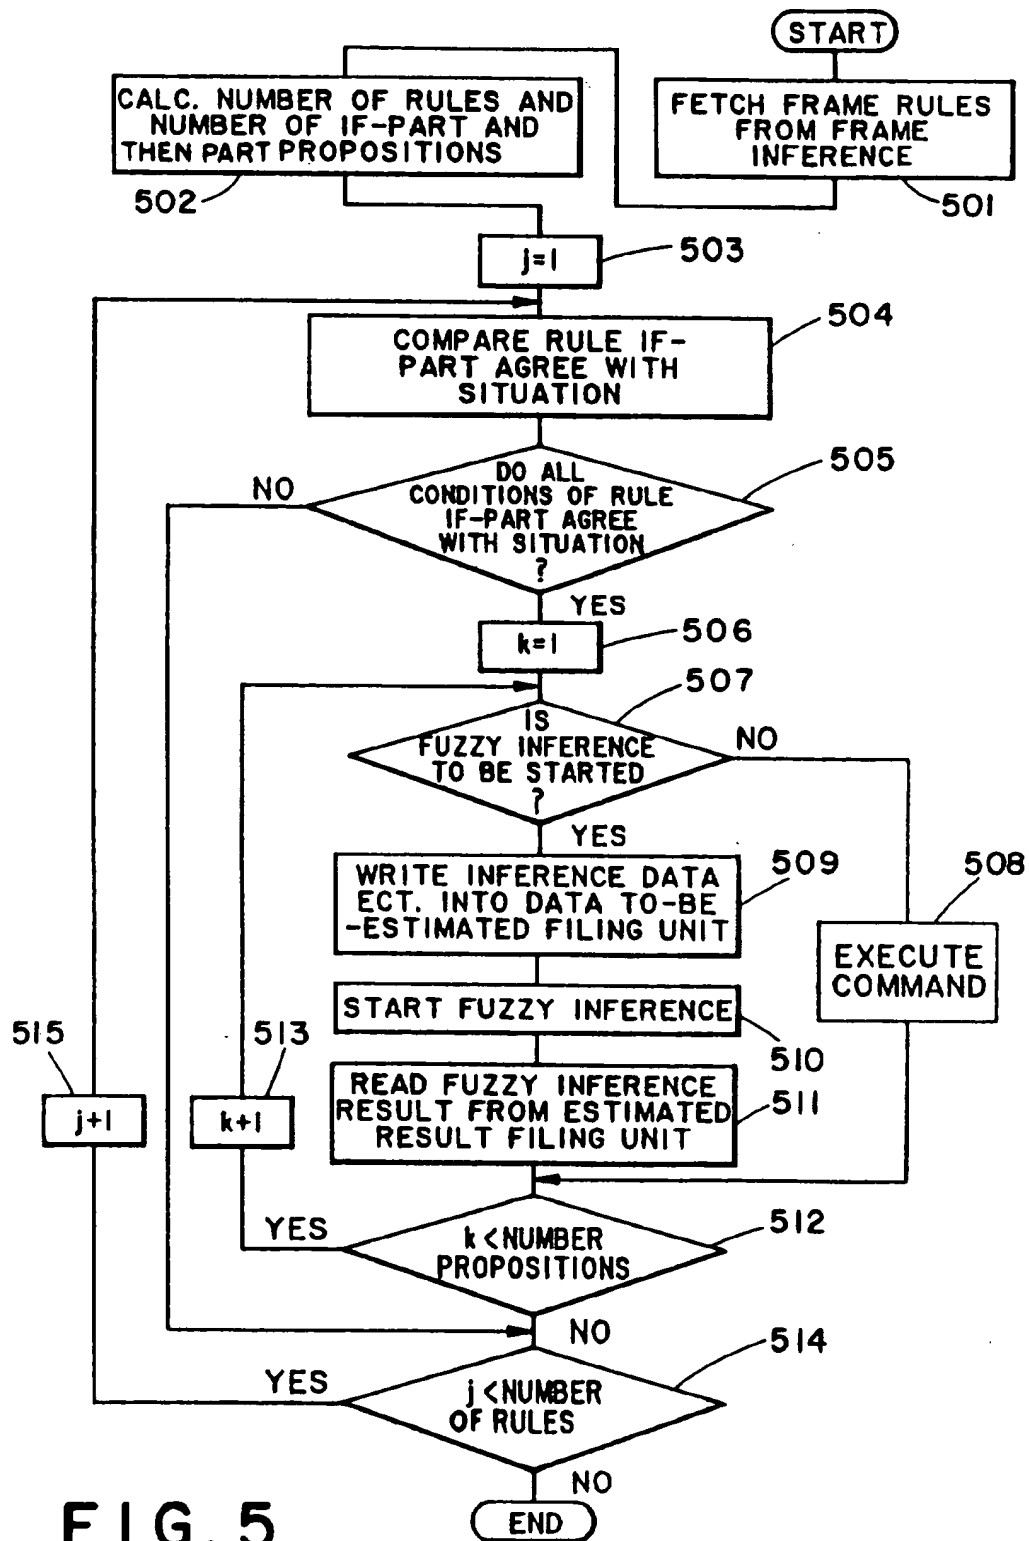 START
FETCH FRAME RULES
FROM FRAME
INFERENCE
501
CALC. NUMBER OF RULES AND
NUMBER OF IF-PART AND
THEN PART PROPOSITIONS
502
j=1
503
COMPARE RULE IF-
PART AGREE WITH
SITUATION
504
DO ALL
CONDITIONS OF RULE
IF-PART AGREE
WITH SITUATION
?
505
NO
YES
k=1
506
IS
FUZZY INFERENCE
TO BE STARTED
?
507
NO
YES
EXECUTE
COMMAND
508
WRITE INFERENCE DATA
ECT. INTO DATA TO-BE
-ESTIMATED FILING UNIT
509
START FUZZY INFERENCE
510
READ FUZZY INFERENCE
RESULT FROM ESTIMATED
RESULT FILING UNIT
511
515
j+1
513
k+1
k<NUMBER
PROPOSITIONS
512
YES
NO
j<NUMBER
OF RULES
514
YES
NO
END
FIG. 5